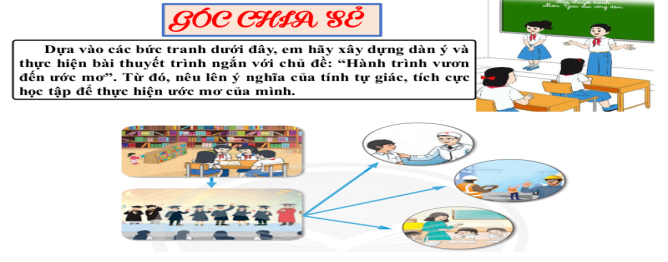 GÓC CHIA SẺ
Dựa vào các bức tranh dưới đây, em hãy xây dựng dàn ý và
thực hiện bài thuyết trình ngắn với chủ đề: “Hành trình vươn
đến ước mơ”. Từ đó, nêu lên ý nghĩa của tính tự giác, tích cực
học tập để thực hiện ước mơ của mình.